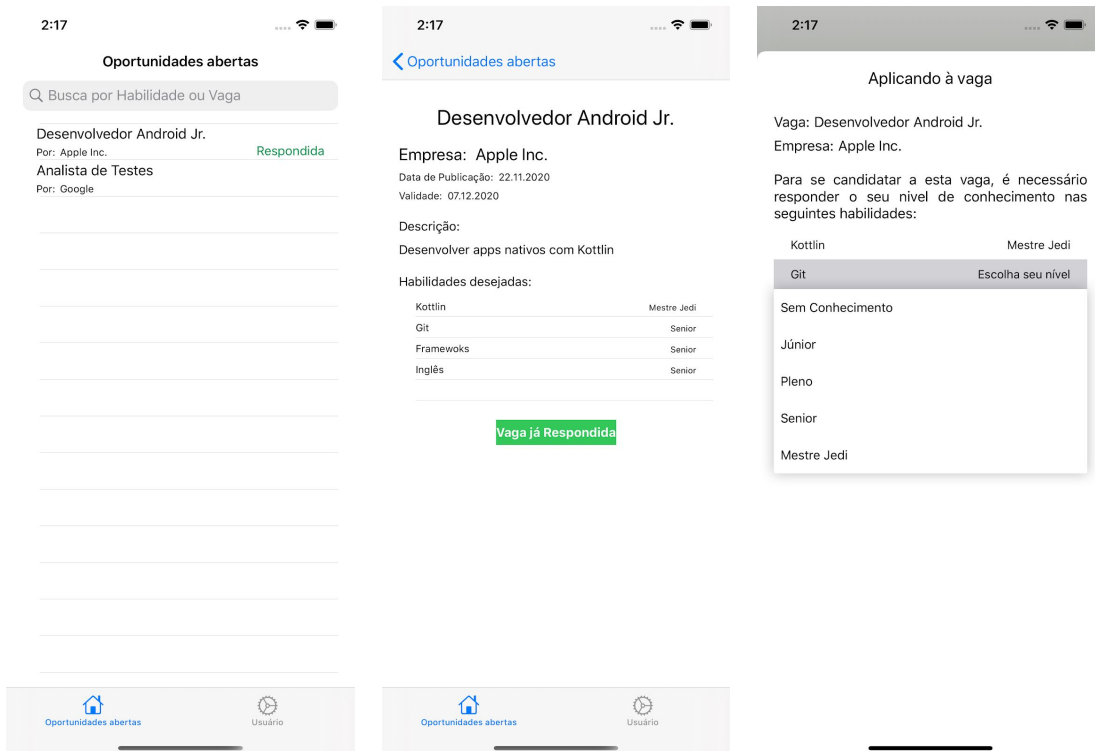 2:17
Oportunidades abertas
Busca por Habilidade ou Vaga
Desenvolvedor Android Jr.
Por: Apple Inc.
Respondida
Analista de Testes
Por: Google
Oportunidades abertas
Usuário
2:17
Oportunidades abertas
Desenvolvedor Android Jr.
Empresa: Apple Inc.
Data de Publicação: 22.11.2020
Validade: 07.12.2020
Descrição:
Desenvolver apps nativos com Kottlin
Habilidades desejadas:
Kottlin Mestre Jedi
Git Senior
Framewoks Senior
Inglês Senior
Vaga já Respondida
Oportunidades abertas
Usuário
2:17
Aplicando à vaga
Vaga: Desenvolvedor Android Jr.
Empresa: Apple Inc.
Para se candidatar a esta vaga, é necessário
responder o seu nivel de conhecimento nas
seguintes habilidades:
Kottlin Mestre Jedi
Git Escolha seu nível
Sem Conhecimento
Júnior
Pleno
Senior
Mestre Jedi